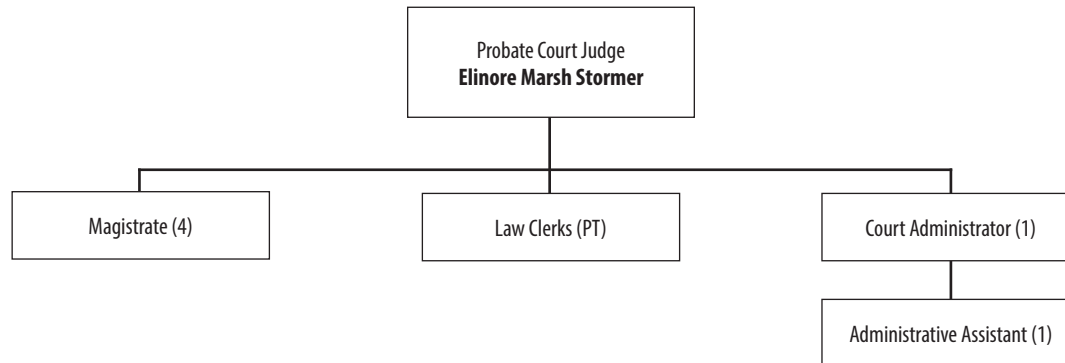 Probate Court Judge
Elinore Marsh Stormer
Magistrate (4)
Law Clerks (PT)
Court Administrator (1)
Administrative Assistant (1)